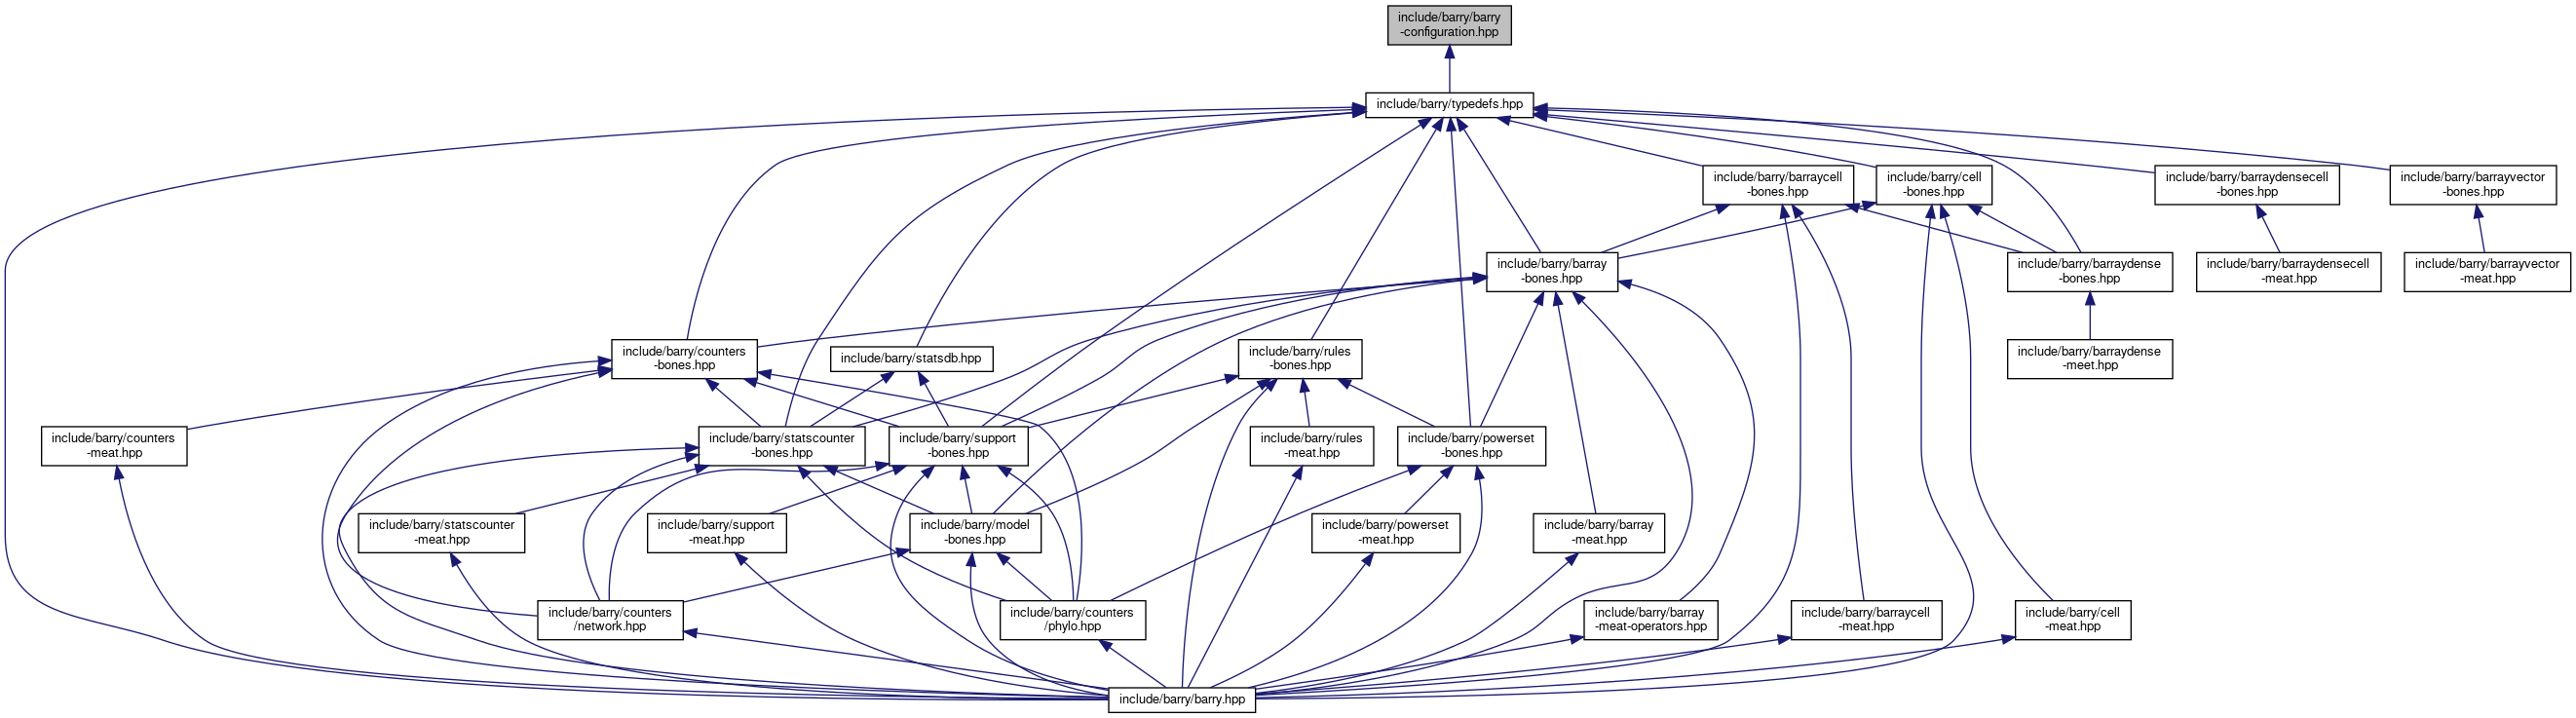 include/barry/barry
-configuration.hpp
include/barry/typedefs.hpp
include/barry/barraycell
-bones.hpp
include/barry/cell
-bones.hpp
include/barry/barraydensecell
-bones.hpp
include/barry/barrayvector
-bones.hpp
include/barry/barray
-bones.hpp
include/barry/barraydense
-bones.hpp
include/barry/barraydensecell
-meat.hpp
include/barry/barrayvector
-meat.hpp
include/barry/counters
-bones.hpp
include/barry/statsdb.hpp
include/barry/rules
-bones.hpp
include/barry/barraydense
-meet.hpp
include/barry/counters
-meat.hpp
include/barry/statscounter
-bones.hpp
include/barry/support
-bones.hpp
include/barry/rules
-meat.hpp
include/barry/powerset
-bones.hpp
include/barry/statscounter
-meat.hpp
include/barry/support
-meat.hpp
include/barry/model
-bones.hpp
include/barry/powerset
-meat.hpp
include/barry/barray
-meat.hpp
include/barry/counters
/network.hpp
include/barry/counters
/phylo.hpp
include/barry/barray
-meat-operators.hpp
include/barry/barraycell
-meat.hpp
include/barry/cell
-meat.hpp
include/barry/barry.hpp